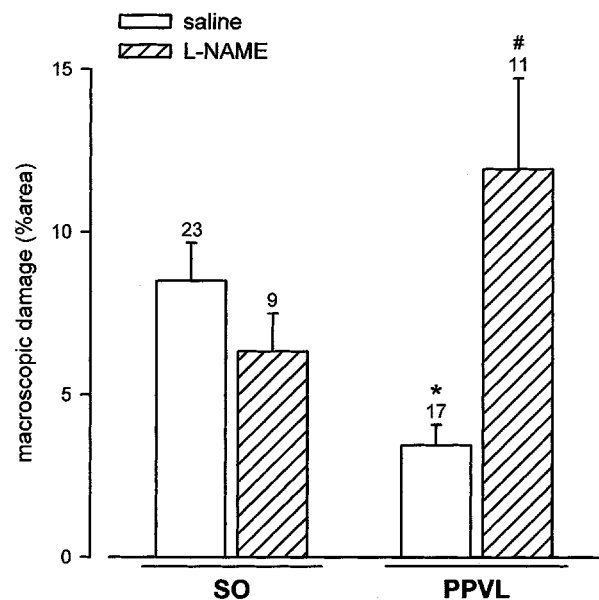 saline
L-NAME
macroscopic damage (%area)
15
10
5
0
23
9
*
17
#
11
SO
PPVL